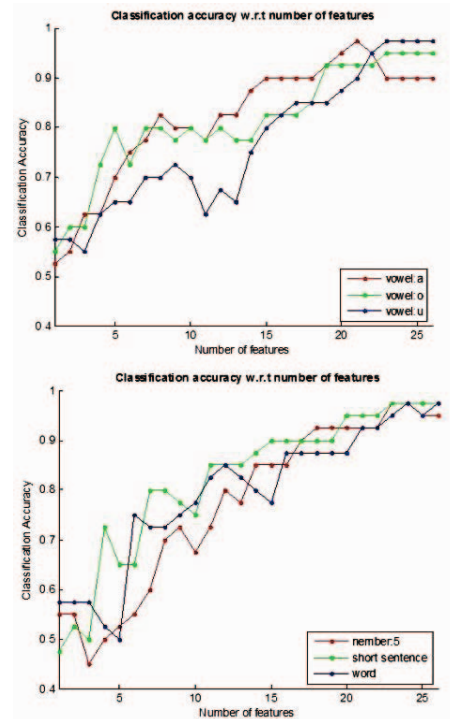 Classification accuracy w.r.t number of features
1
0.9
0.8
0.7
0.6
0.5
0.4
Classification Accuracy
5
10
15
20
25
Number of features
vowel:a
vowel:o
vowel:u
Classification accuracy w.r.t number of features
1
0.9
0.8
0.7
0.6
0.5
0.4
Classification Accuracy
5
10
15
20
25
Number of features
nember:5
short sentence
word